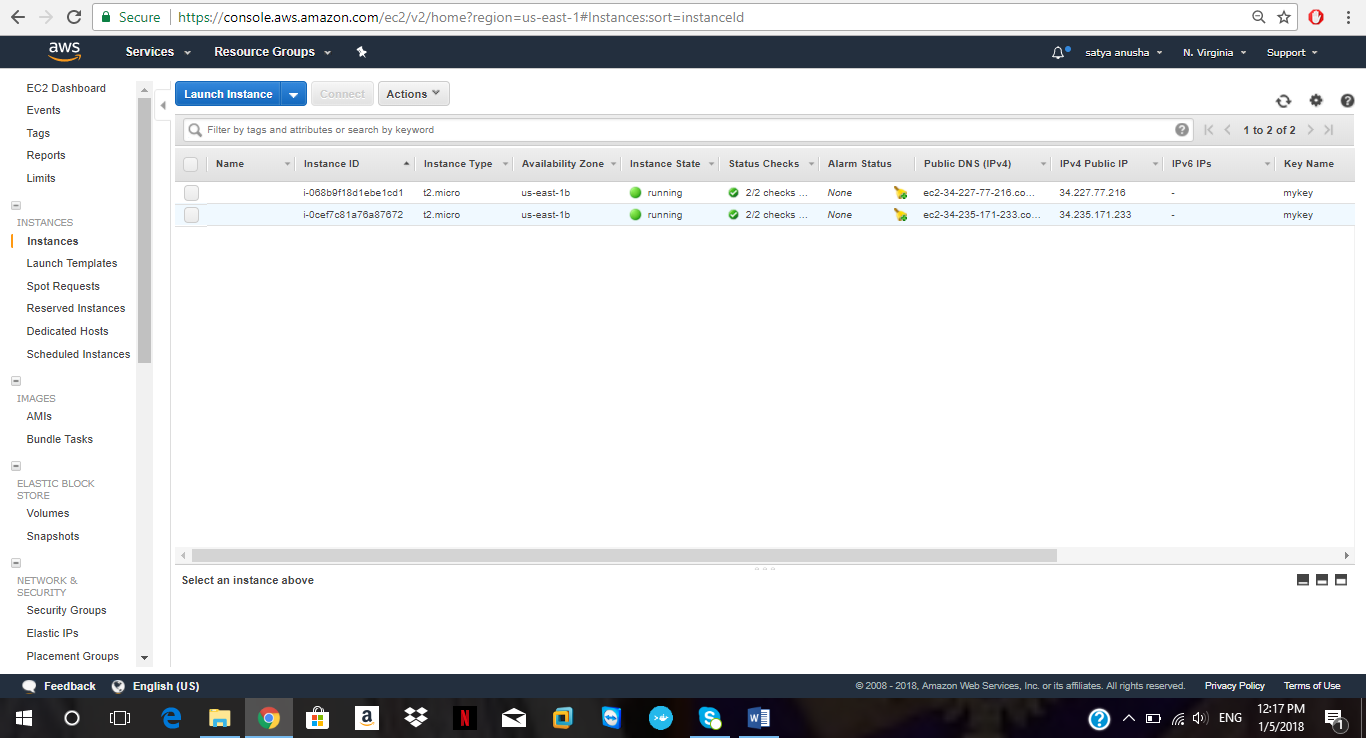 Secure https://console.aws.amazon.com/ec2/v2/home?region=us-east-1#Instances:sort=instanceId
aws Services Resource Groups satya anusha N. Virginia Support
EC2 Dashboard
Events
Tags
Reports
Limits
INSTANCES
Instances
Launch Templates
Spot Requests
Reserved Instances
Dedicated Hosts
Scheduled Instances
IMAGES
AMIs
Bundle Tasks
ELASTIC BLOCK
STORE
Volumes
Snapshots
NETWORK &
SECURITY
Security Groups
Elastic IPs
Placement Groups
Launch Instance Connect Actions
Filter by tags and attributes or search by keyword 1 to 2 of 2
Name Instance ID Instance Type Availability Zone Instance State Status Checks Alarm Status Public DNS (IPv4) IPv4 Public IP IPv6 IPs Key Name
i-068b9f18d1ebe1cd1 t2.micro us-east-1b running 2/2 checks ... None ec2-34-227-77-216.co... 34.227.77.216 - mykey
i-0cef7c81a76a87672 t2.micro us-east-1b running 2/2 checks ... None ec2-34-235-171-233.co... 34.235.171.233 - mykey
Select an instance above
Feedback English (US) © 2008 - 2018, Amazon Web Services, Inc. or its affiliates. All rights reserved. Privacy Policy Terms of Use
ENG 12:17 PM
1/5/2018 1